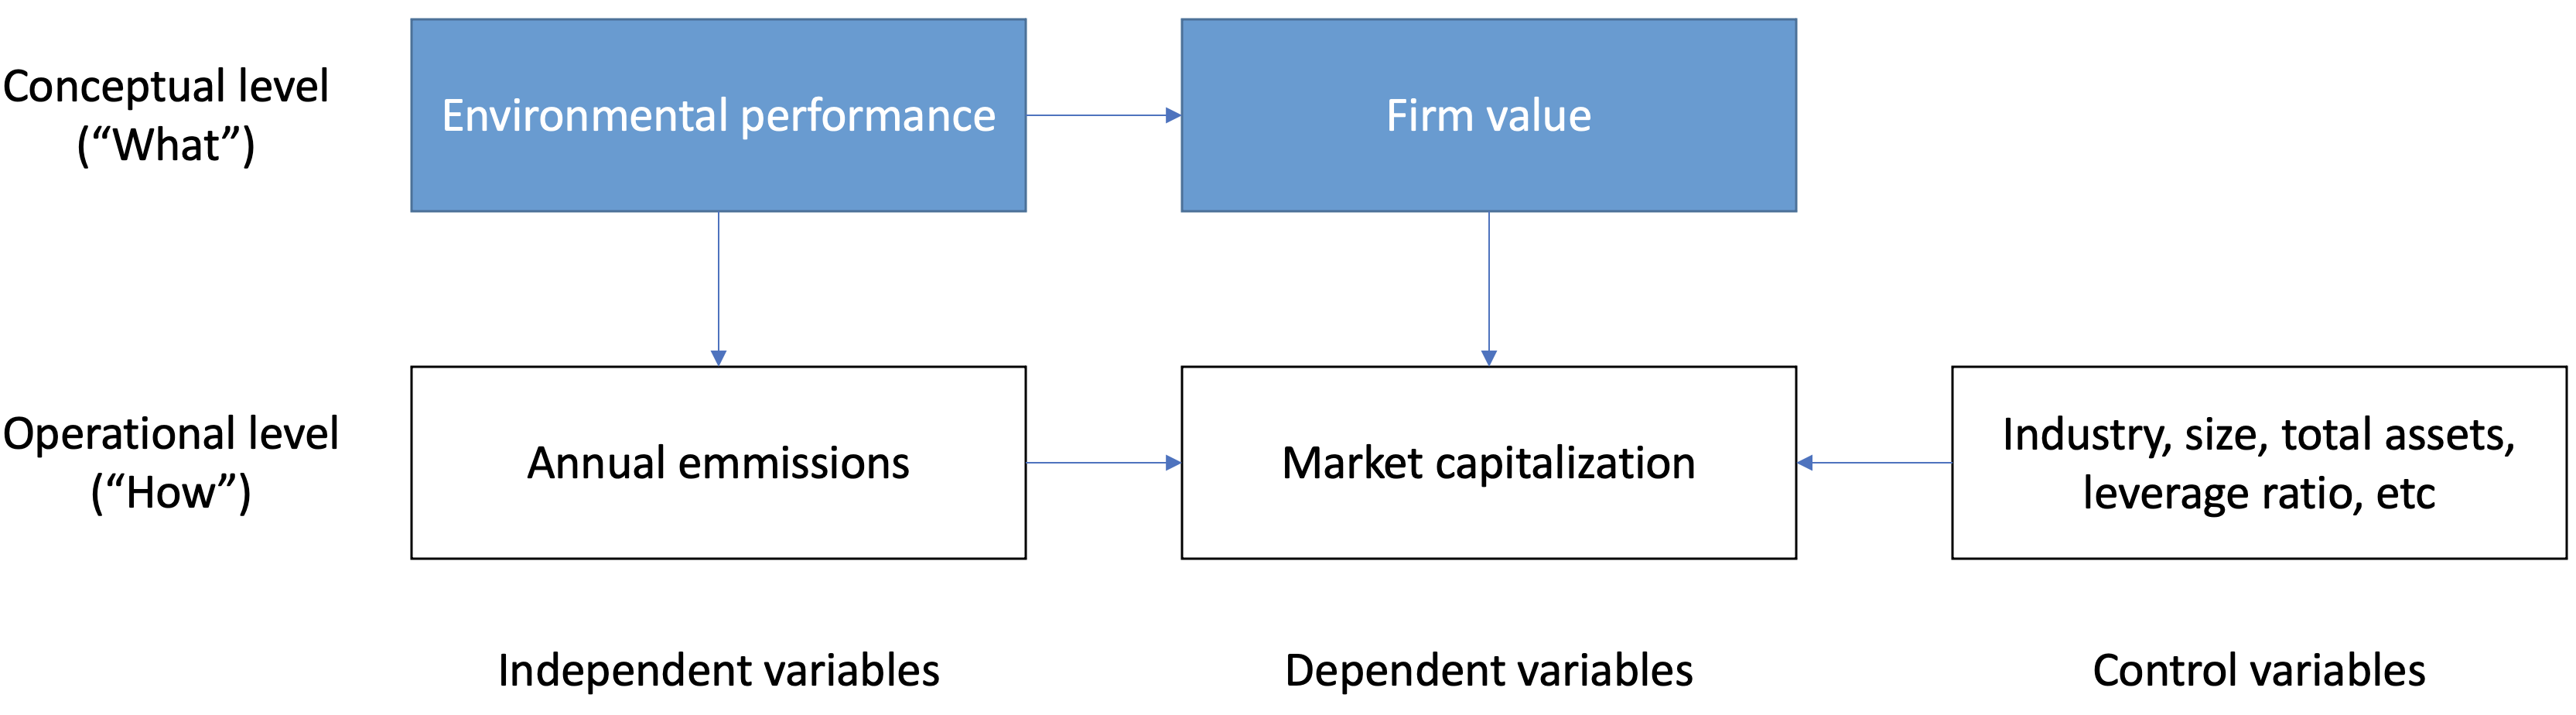 Conceptual level
(“What”)
Environmental performance
Firm value
Operational level
(“How”)
Annual emmissions
Market capitalization
Industry, size, total assets,
leverage ratio, etc
Independent variables
Dependent variables
Control variables